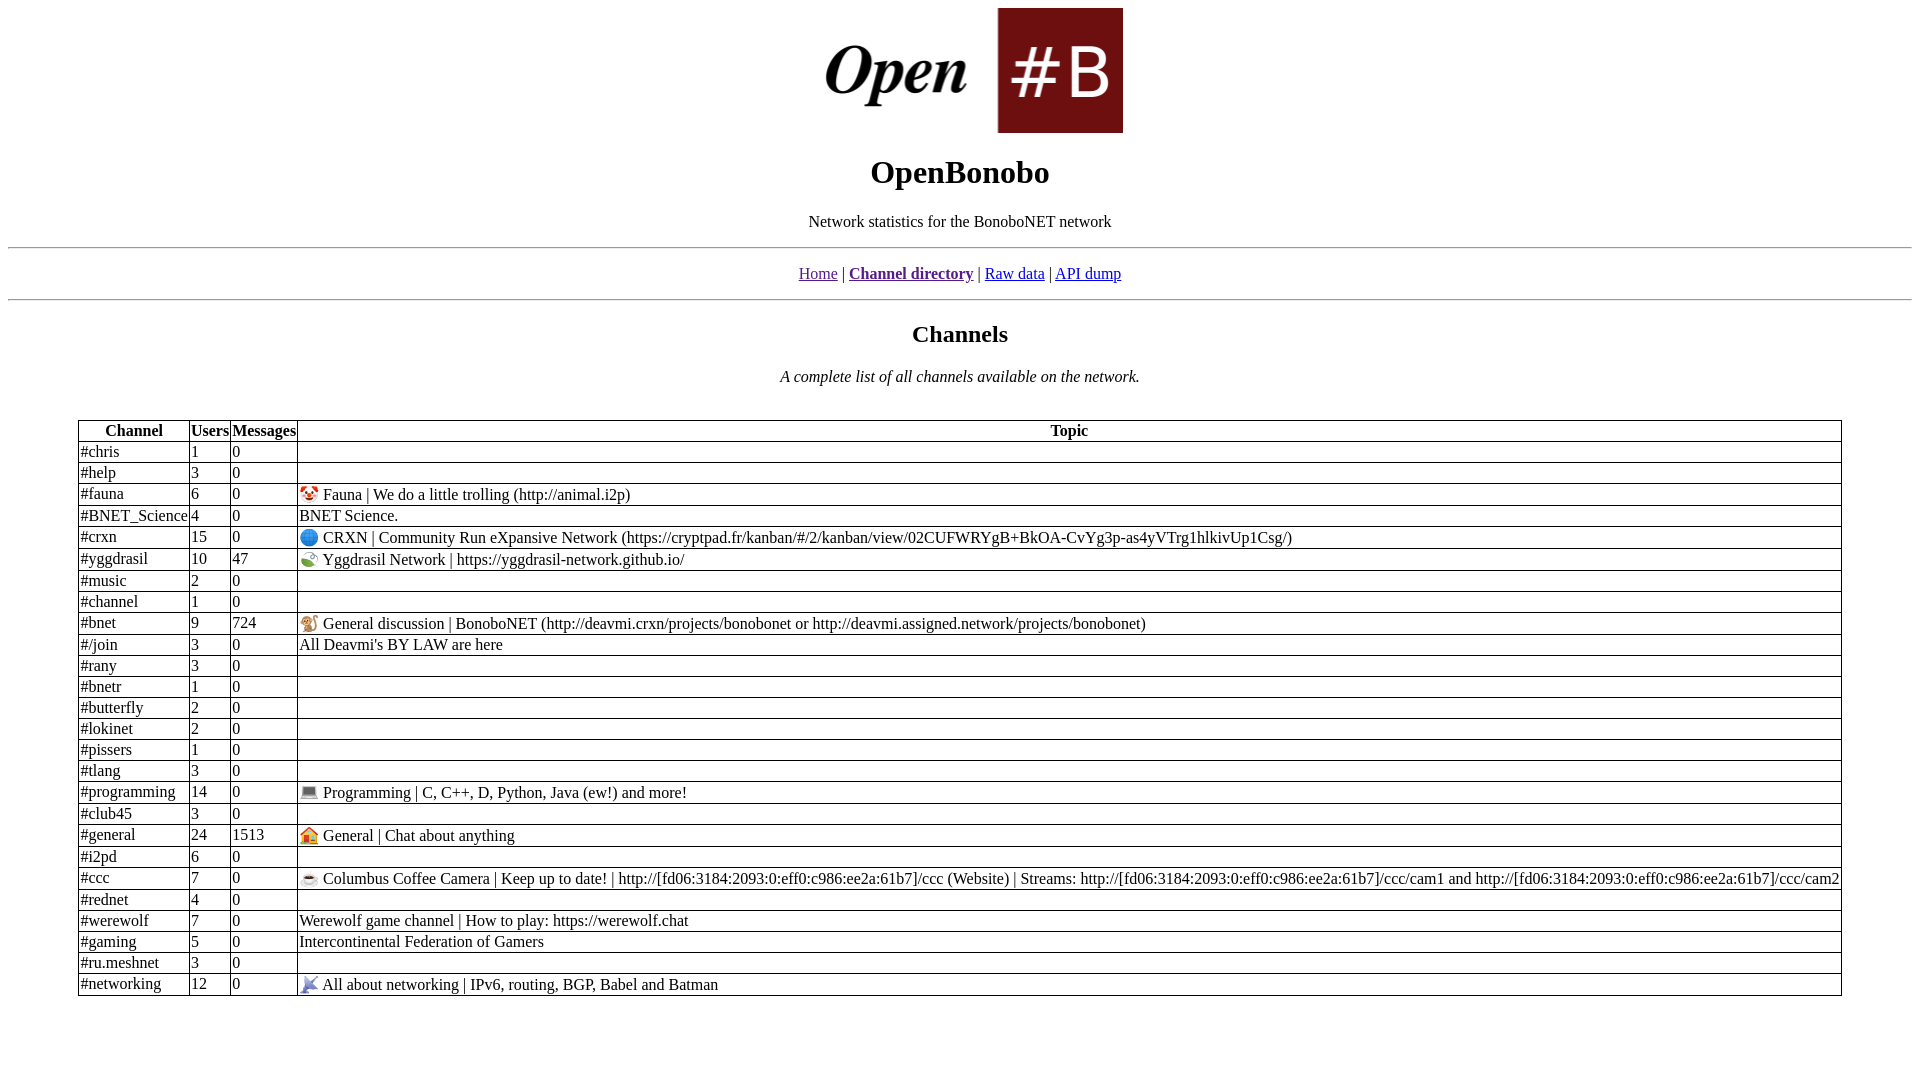 Open #B
OpenBonobo
Network statistics for the BonoboNET network
Home | Channel directory | Raw data | API dump
Channels
A complete list of all channels available on the network.
Channel Users Messages Topic
#chris 1 0
#help 3 0
#fauna 6 0 🤡 Fauna | We do a little trolling (http://animal.i2p)
#BNET_Science 4 0 BNET Science.
#crxn 15 0 🌐 CRXN | Community Run eXpansive Network (https://cryptpad.fr/kanban/#/2/kanban/view/02CUFWRYgB+BkOA-CvYg3p-as4yVTrg1hlkivUp1Csg/)
#yggdrasil 10 47 🍃 Yggdrasil Network | https://yggdrasil-network.github.io/
#music 2 0
#channel 1 0
#bnet 9 724 🐒 General discussion | BonoboNET (http://deavmi.crxn/projects/bonobonet or http://deavmi.assigned.network/projects/bonobonet)
#/join 3 0 All Deavmi's BY LAW are here
#rany 3 0
#bnetr 1 0
#butterfly 2 0
#lokinet 2 0
#pissers 1 0
#tlang 3 0
#programming 14 0 💻 Programming | C, C++, D, Python, Java (ew!) and more!
#club45 3 0
#general 24 1513 🏠 General | Chat about anything
#i2pd 6 0
#ccc 7 0 ☕ Columbus Coffee Camera | Keep up to date! | http://[fd06:3184:2093:0:eff0:c986:ee2a:61b7]/ccc (Website) | Streams: http://[fd06:3184:2093:0:eff0:c986:ee2a:61b7]/ccc/cam1 and http://[fd06:3184:2093:0:eff0:c986:ee2a:61b7]/ccc/cam2
#rednet 4 0
#werewolf 7 0 Werewolf game channel | How to play: https://werewolf.chat
#gaming 5 0 Intercontinental Federation of Gamers
#ru.meshnet 3 0
#networking 12 0 📡 All about networking | IPv6, routing, BGP, Babel and Batman